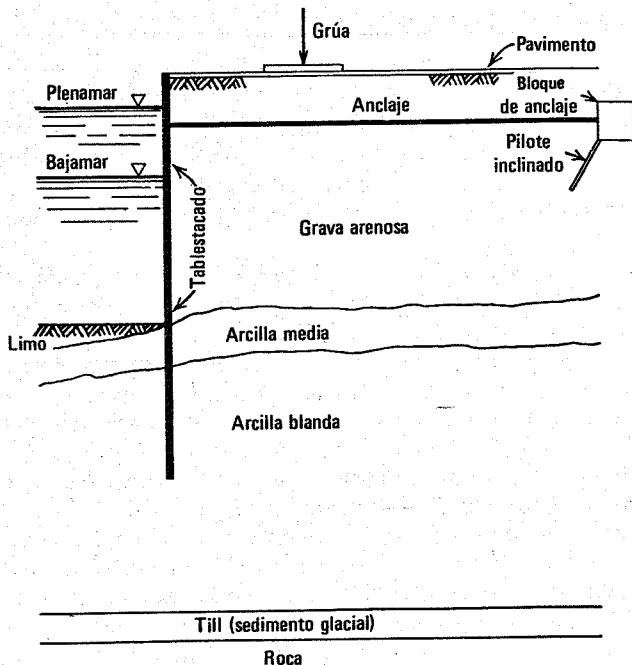 Grúa
Pavimento
Plenamar
Bloque
de anclaje
Anclaje
Bajamar
Pilote
inclinado
Tablestacado
Grava arenosa
Limo
Arcilla media
Arcilla blanda
Till (sedimento glacial)
Roca